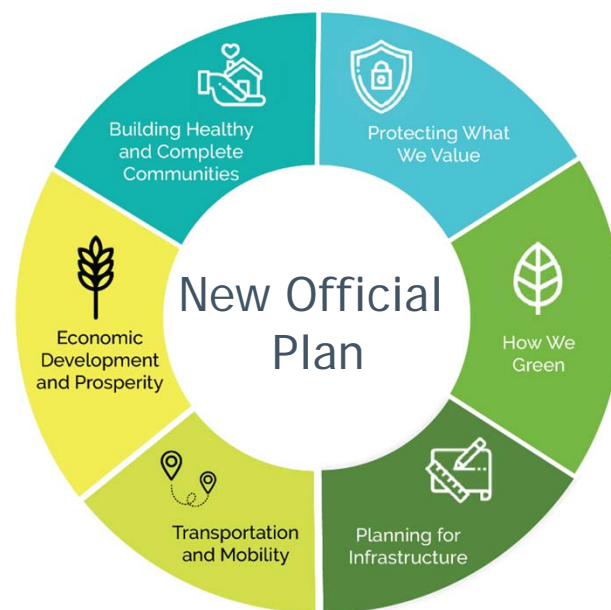 Building Healthy
and Complete
Communities
Protecting What
We Value
How We
Green
Planning for
Infrastructure
Transportation
and Mobility
Economic
Development
and Prosperity
New Official
Plan